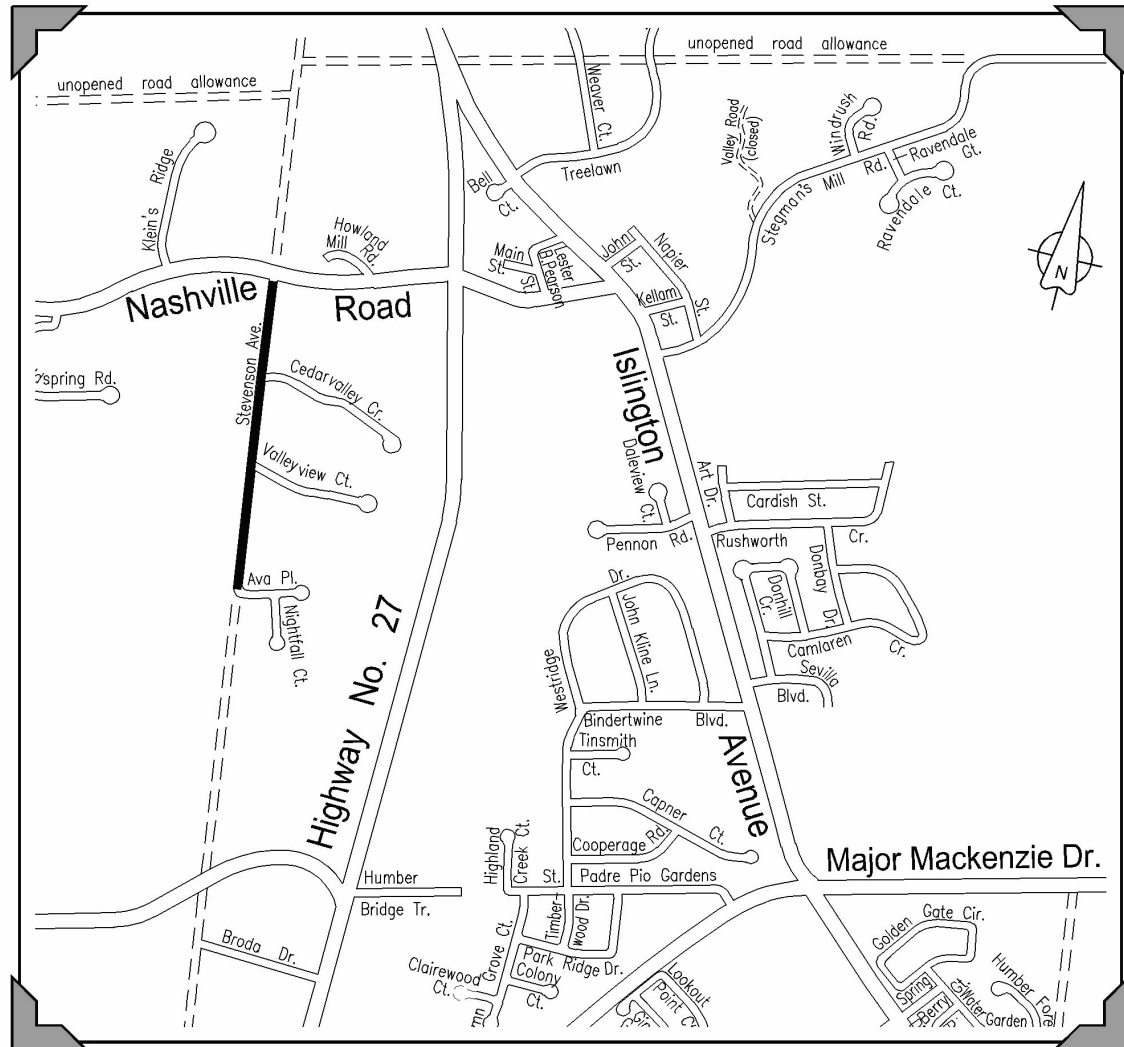 unopened road allowance
unopened road allowance
Weaver Ct.
Treelawn
Bell Ct.
Valley Road
(closed)
Windrush
Rd.
Ravendale
Gt.
Ravendale
Ct.
Stegman's Mill Rd.
Klein's Ridge
Howland
Mill Rd.
Main
St.
Lester
B.Pearson
St.
John
St.
Napier
St.
Kellam
St.
N
Nashville Road
spring Rd.
Stevenson Ave.
Cedarvalley Cr.
Valleyview Ct.
Ava Pl.
Nightfall Ct.
Highway No. 27
Islington
Avenue
Daleview
Ct.
Pennon Rd.
Art Dr.
Cardish St.
Rushworth Cr.
Donbay
Dr.
Donhill
Cr.
Camlaren Cr.
Sevilla
Blvd.
Westridge Dr.
John Kline Ln.
Bindertwine Blvd.
Tinsmith
Ct.
Capner Ct.
Cooperage Rd.
Highland
Creek Ct.
St.
Padre Pio Gardens
Major Mackenzie Dr.
Humber
Bridge Tr.
Broda Dr.
Timber-
wood Dr.
Grove Ct.
Park Ridge Dr.
Colony
Ct.
Clairewood
Ct.
Lookout
Point C
Golden Gate Cir.
Spring
Berry
Water
Garden
Humber Fore